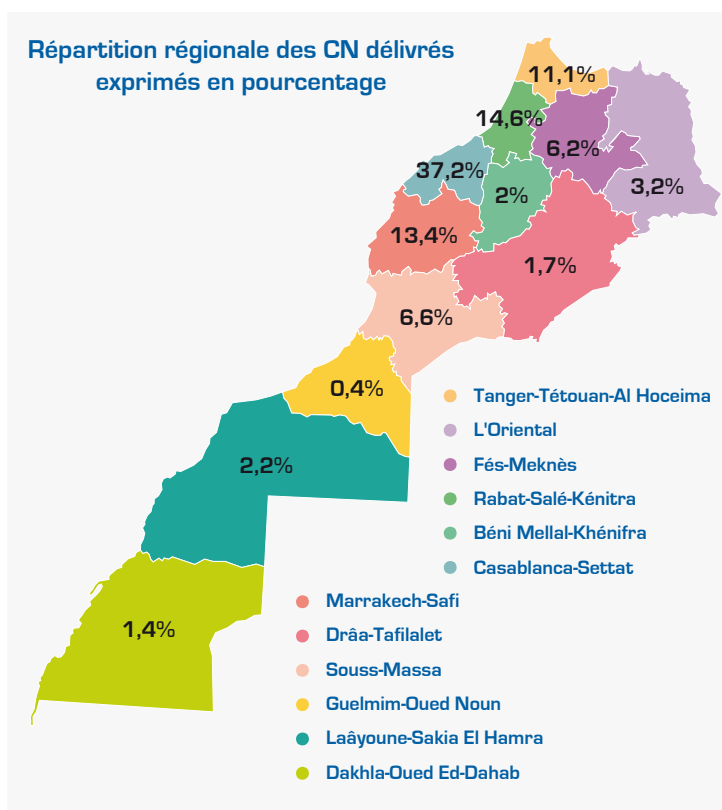 Répartition régionale des CN délivrés
exprimés en pourcentage
11,1%
14,6%
6,2%
37,2%
3,2%
2%
13,4%
1,7%
6,6%
0,4%
2,2%
1,4%
Tanger-Tétouan-Al Hoceima
L'Oriental
Fés-Meknès
Rabat-Salé-Kénitra
Béni Mellal-Khénifra
Casablanca-Settat
Marrakech-Safi
Drâa-Tafilalet
Souss-Massa
Guelmim-Oued Noun
Laâyoune-Sakia El Hamra
Dakhla-Oued Ed-Dahab